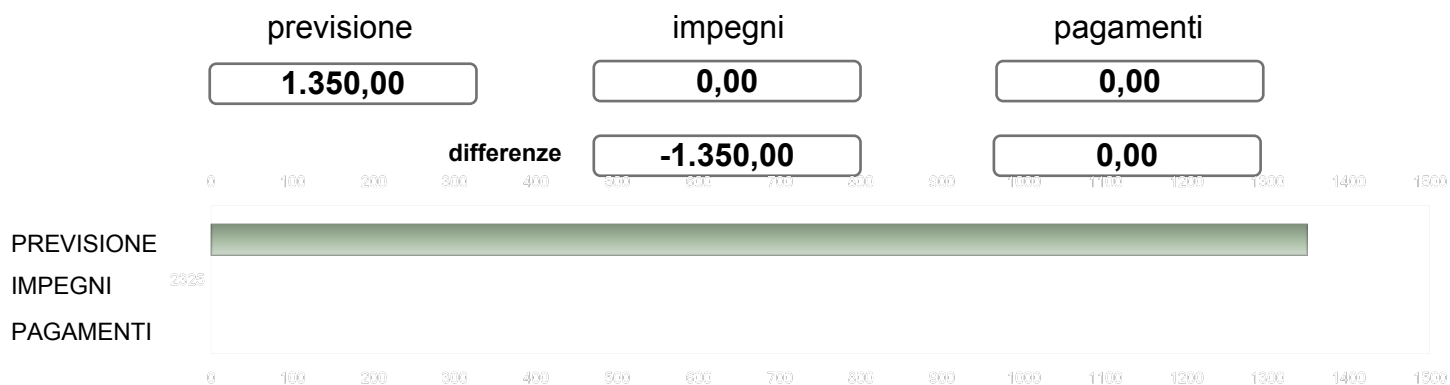 previsione impegni pagamenti
1.350,00 0,00 0,00
differenze -1.350,00 0,00
0 100 200 300 400 500 600 700 800 900 1000 1100 1200 1300 1400 1500
PREVISIONE
IMPEGNI 2325
PAGAMENTI
0 100 200 300 400 500 600 700 800 900 1000 1100 1200 1300 1400 1500